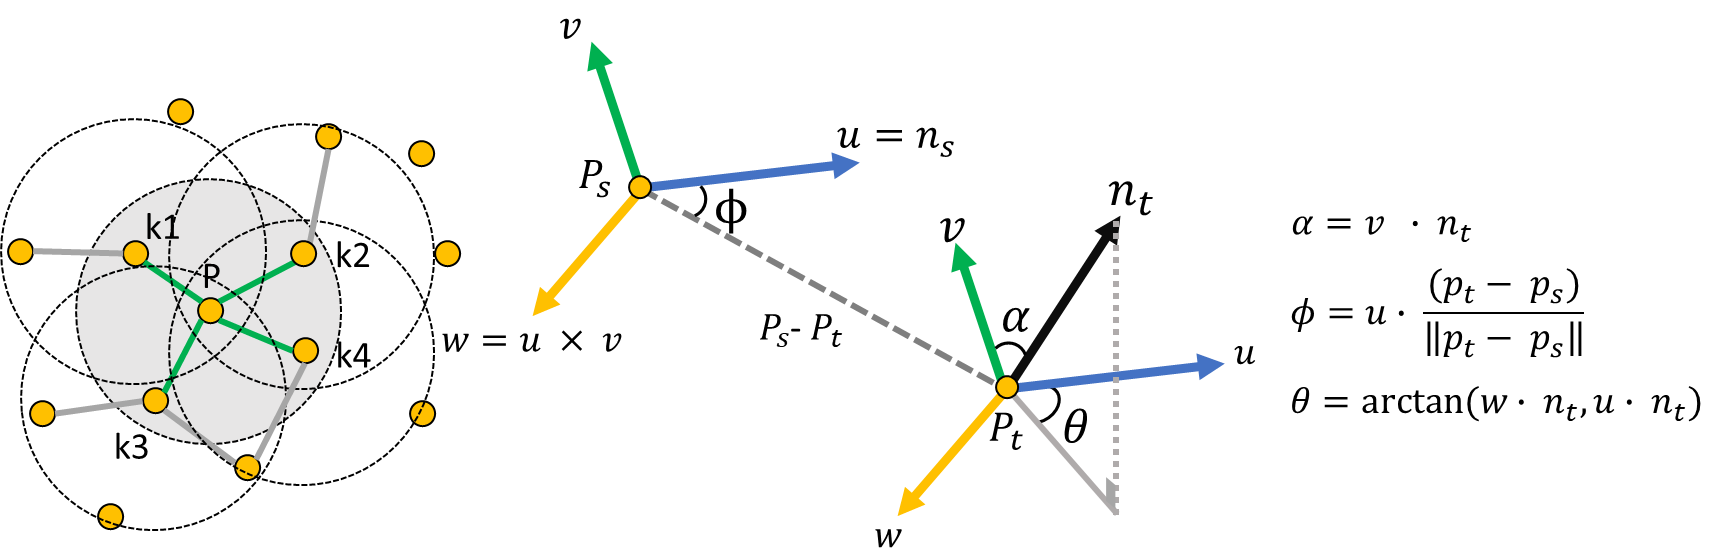 k1
k2
P
k4
k3
v
u = n_s
P_s
ϕ
w = u × v
P_s- P_t
n_t
v
α
u
P_t
θ
w
α = v · n_t
ϕ = u · (p_t − p_s) / ‖p_t − p_s‖
θ = arctan(w · n_t, u · n_t)